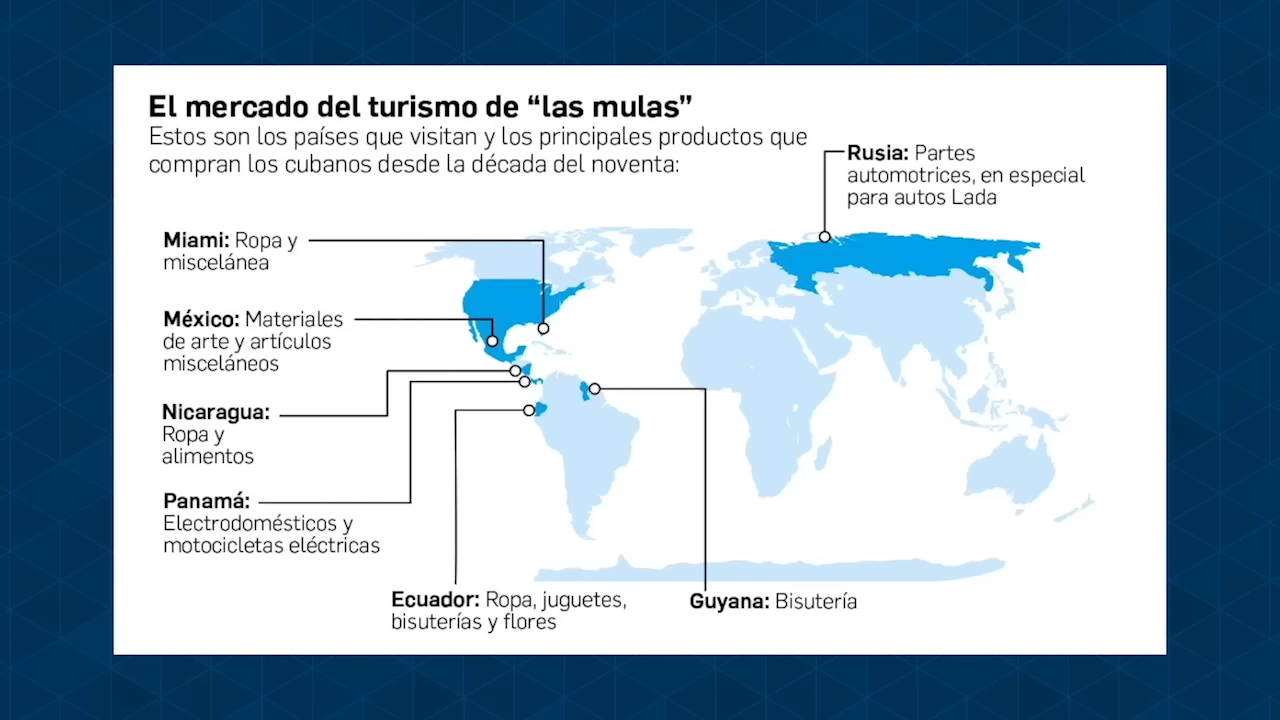 El mercado del turismo de “las mulas”
Estos son los países que visitan y los principales productos que
compran los cubanos desde la década del noventa:
Rusia: Partes
automotrices, en especial
para autos Lada
Miami: Ropa y
miscelánea
México: Materiales
de arte y artículos
misceláneos
Nicaragua:
Ropa y
alimentos
Panamá:
Electrodomésticos y
motocicletas eléctricas
Ecuador: Ropa, juguetes,
bisuterías y flores
Guyana: Bisutería